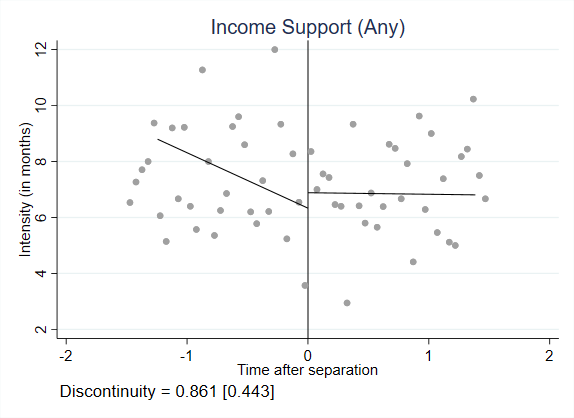 Income Support (Any)
Intensity (in months)
12
10
8
6
4
2
-2 -1 0 1 2
Time after separation
Discontinuity = 0.861 [0.443]